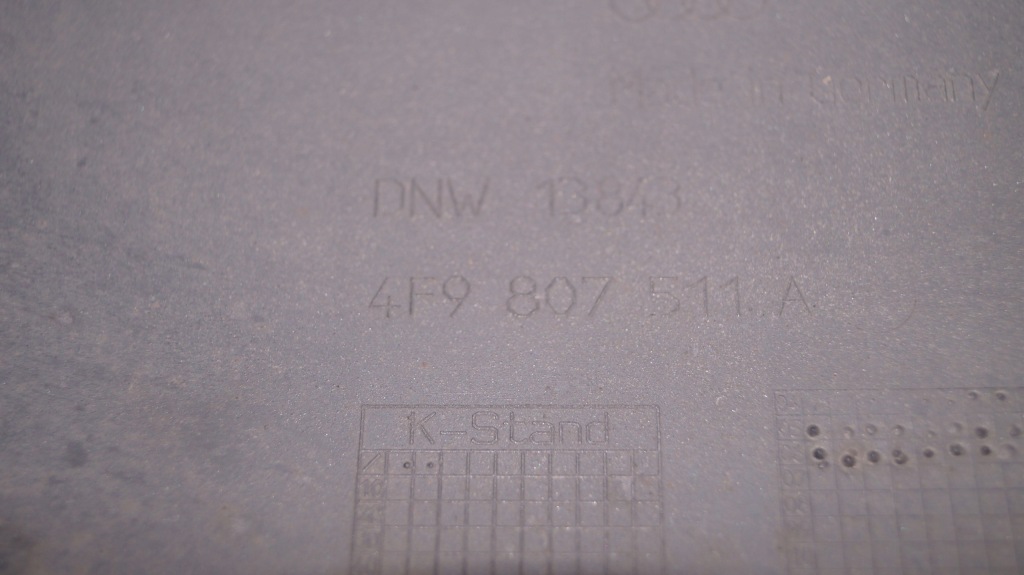 Made in Germany
DNW 13843
4F9 807 511 A
K-Stand